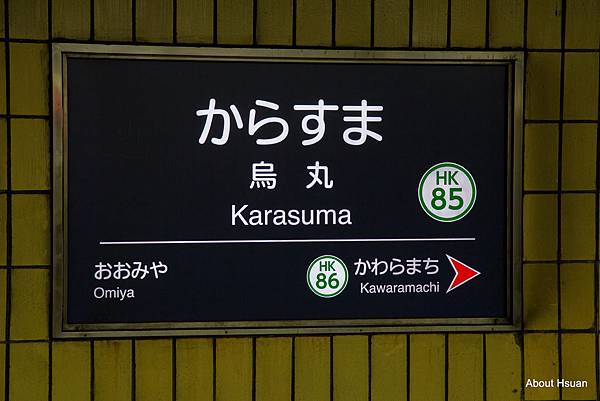 からすま
烏丸
Karasuma
HK
85
おおみや
Omiya
HK
86
かわらまち
Kawaramachi
About Hsuan